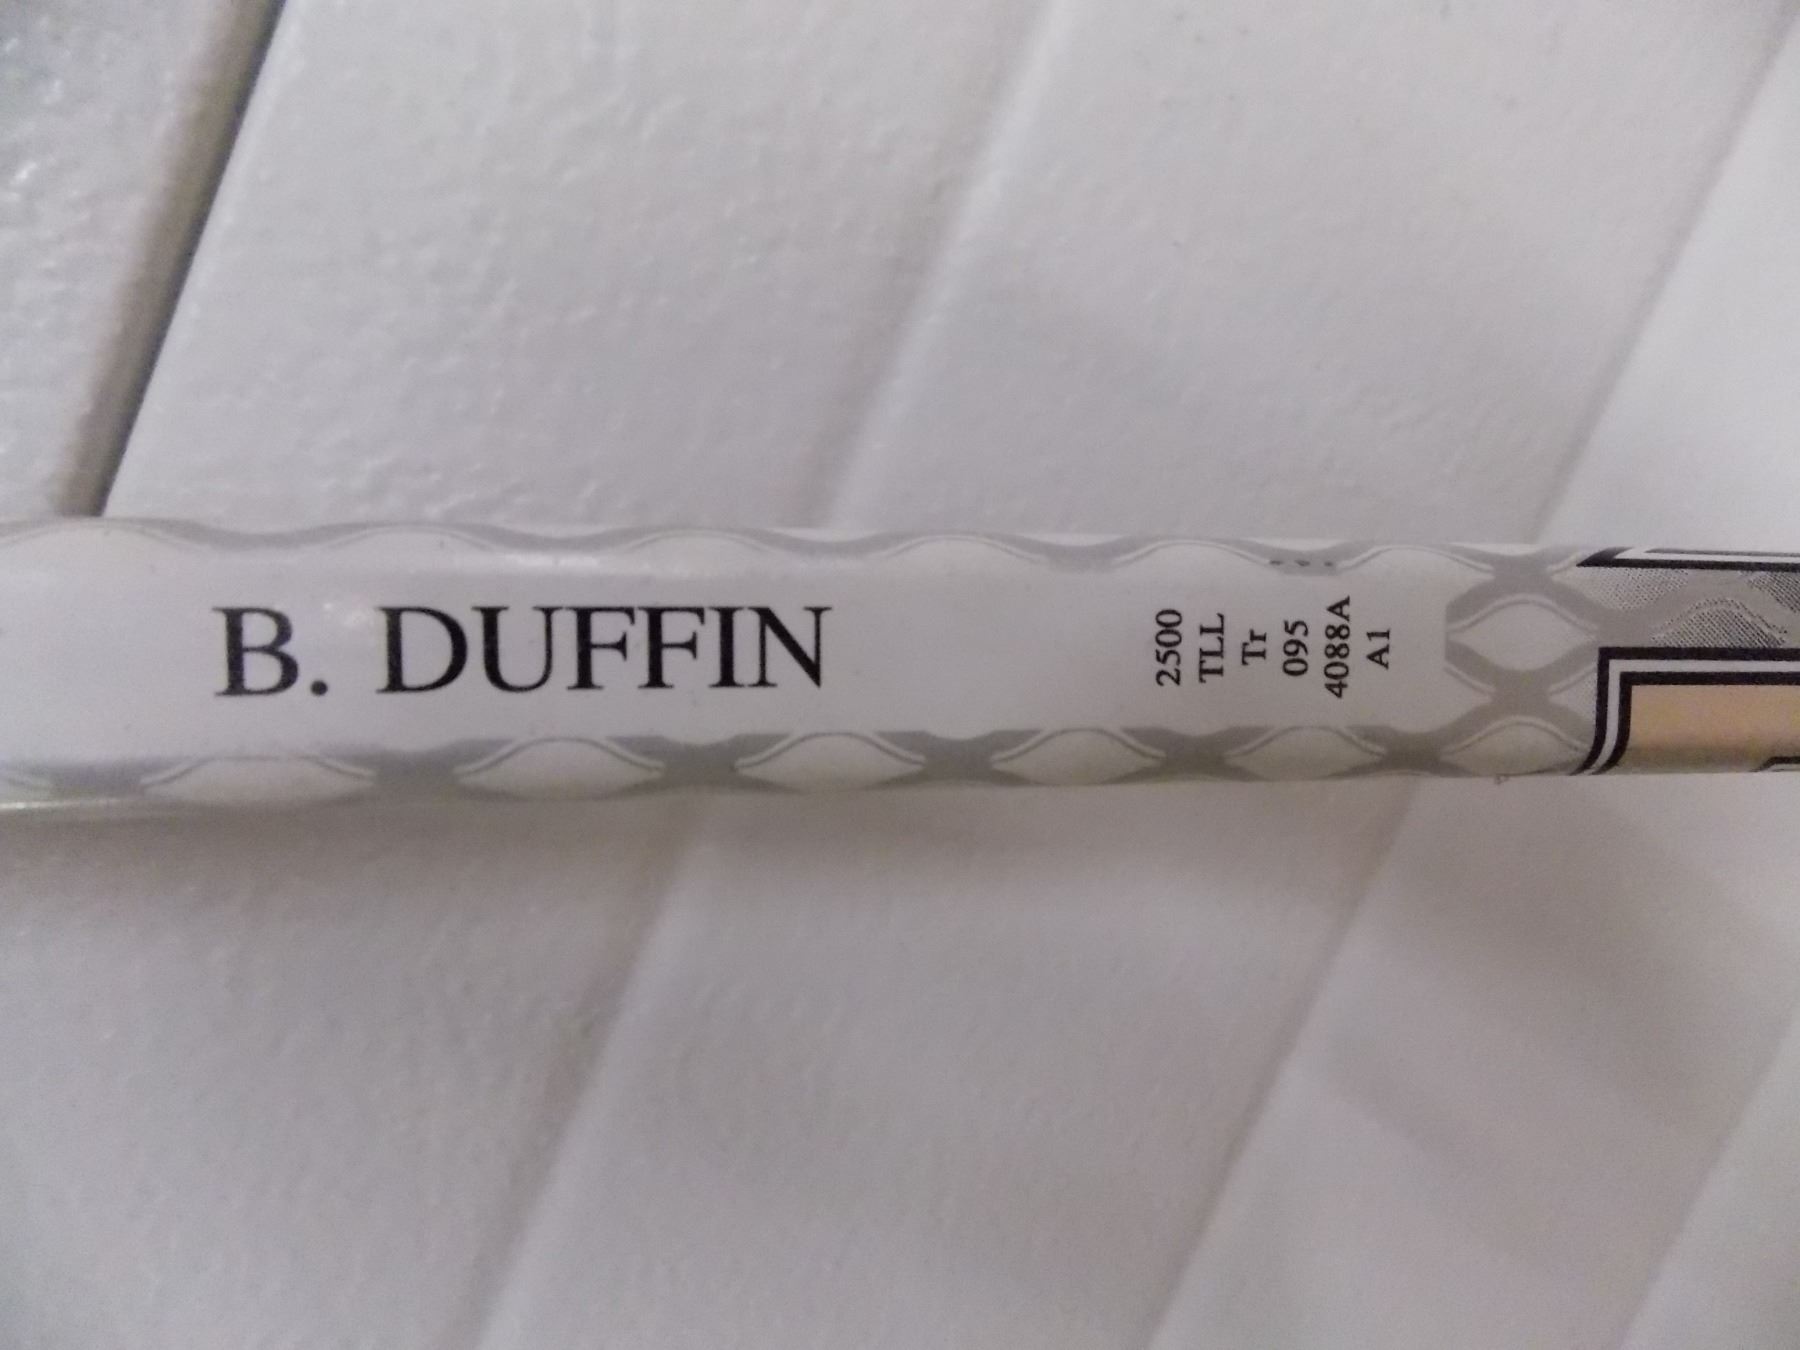 B. DUFFIN
2500
TLL
Tr
095
4088A
A1